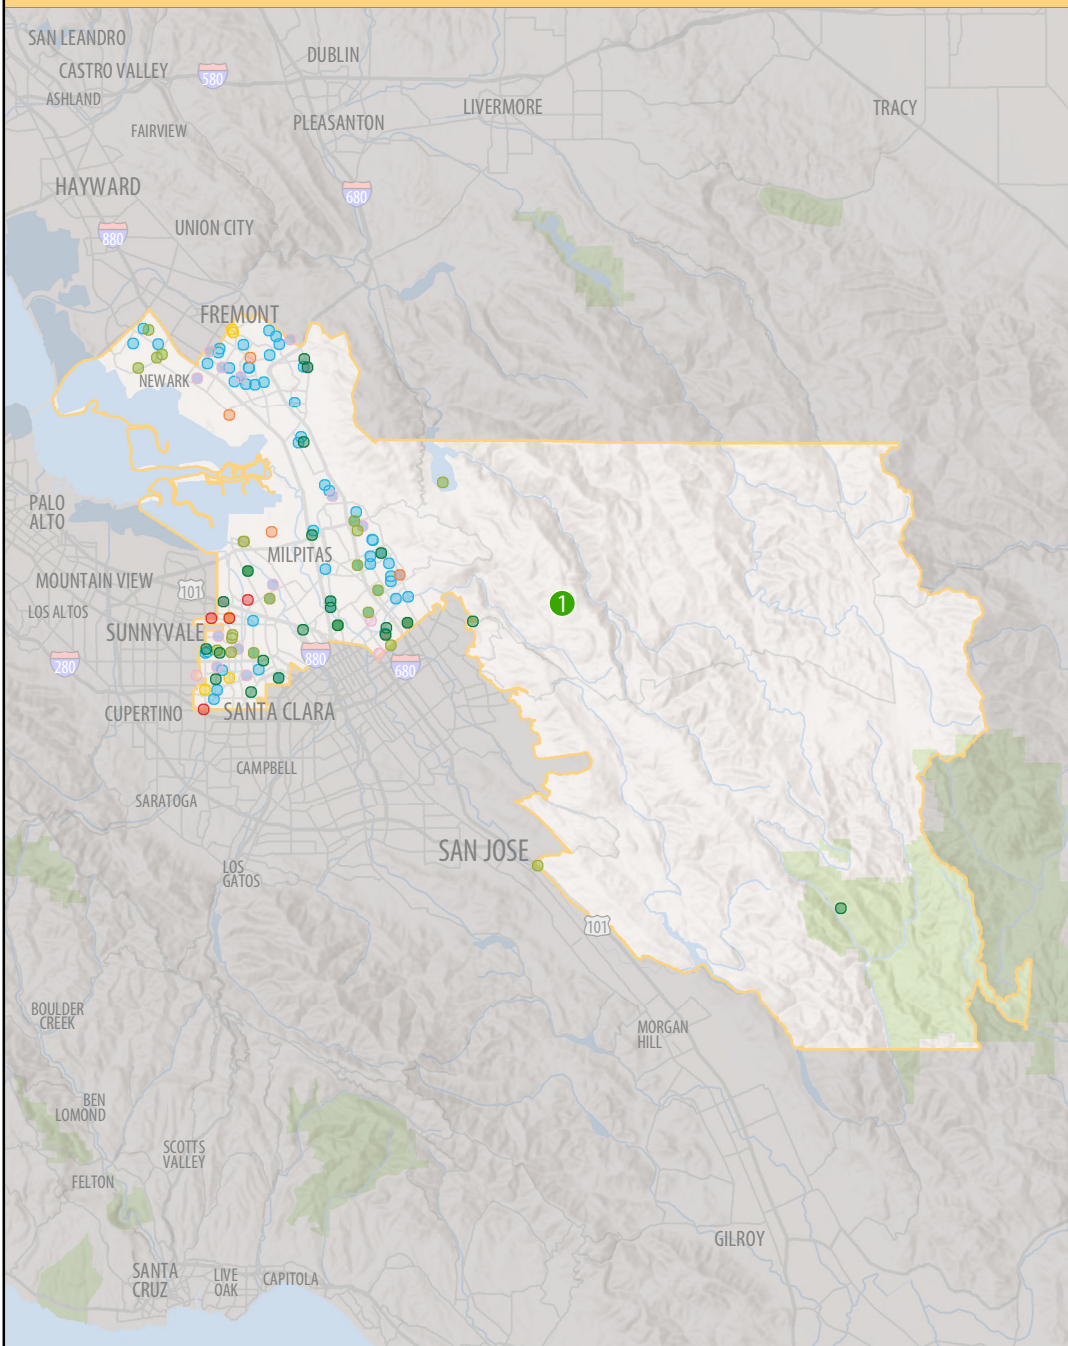 SAN LEANDRO
DUBLIN
CASTRO VALLEY
580
ASHLAND
LIVERMORE
TRACY
FAIRVIEW
PLEASANTON
HAYWARD
680
UNION CITY
880
FREMONT
NEWARK
PALO
ALTO
MILPITAS
MOUNTAIN VIEW
101
LOS ALTOS
1
SUNNYVALE
280
880
680
CUPERTINO
SANTA CLARA
CAMPBELL
SARATOGA
SAN JOSE
LOS
GATOS
101
BOULDER
CREEK
MORGAN
HILL
BEN
LOMOND
SCOTTS
VALLEY
FELTON
GILROY
SANTA
CRUZ
LIVE
OAK
CAPITOLA